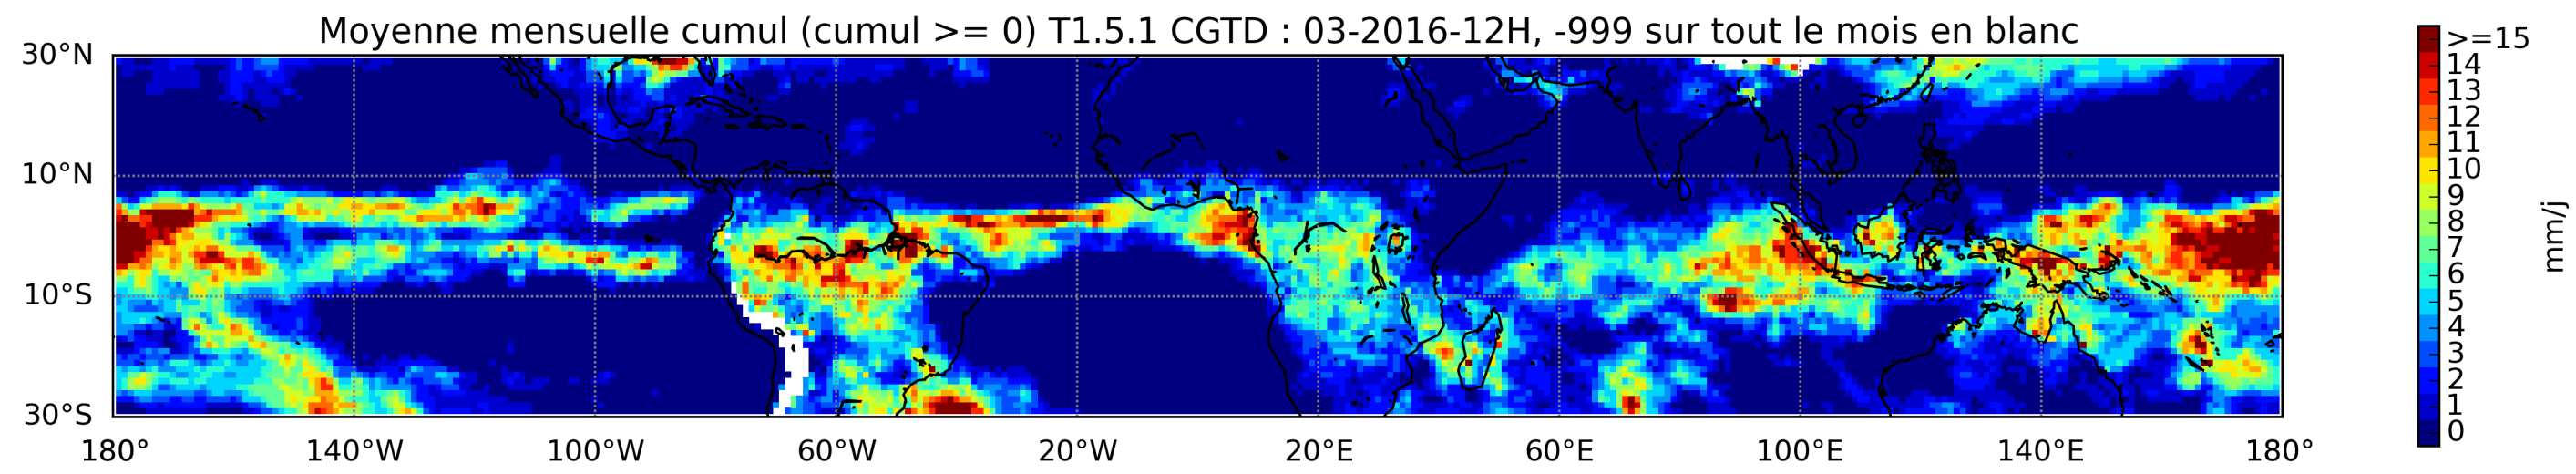 Moyenne mensuelle cumul (cumul >= 0) T1.5.1 CGTD : 03-2016-12H, -999 sur tout le mois en blanc
30°N
10°N
10°S
30°S
180°
140°W
100°W
60°W
20°W
20°E
60°E
100°E
140°E
180°
>=15
14
13
12
11
10
9
8
7
6
5
4
3
2
1
0
mm/j